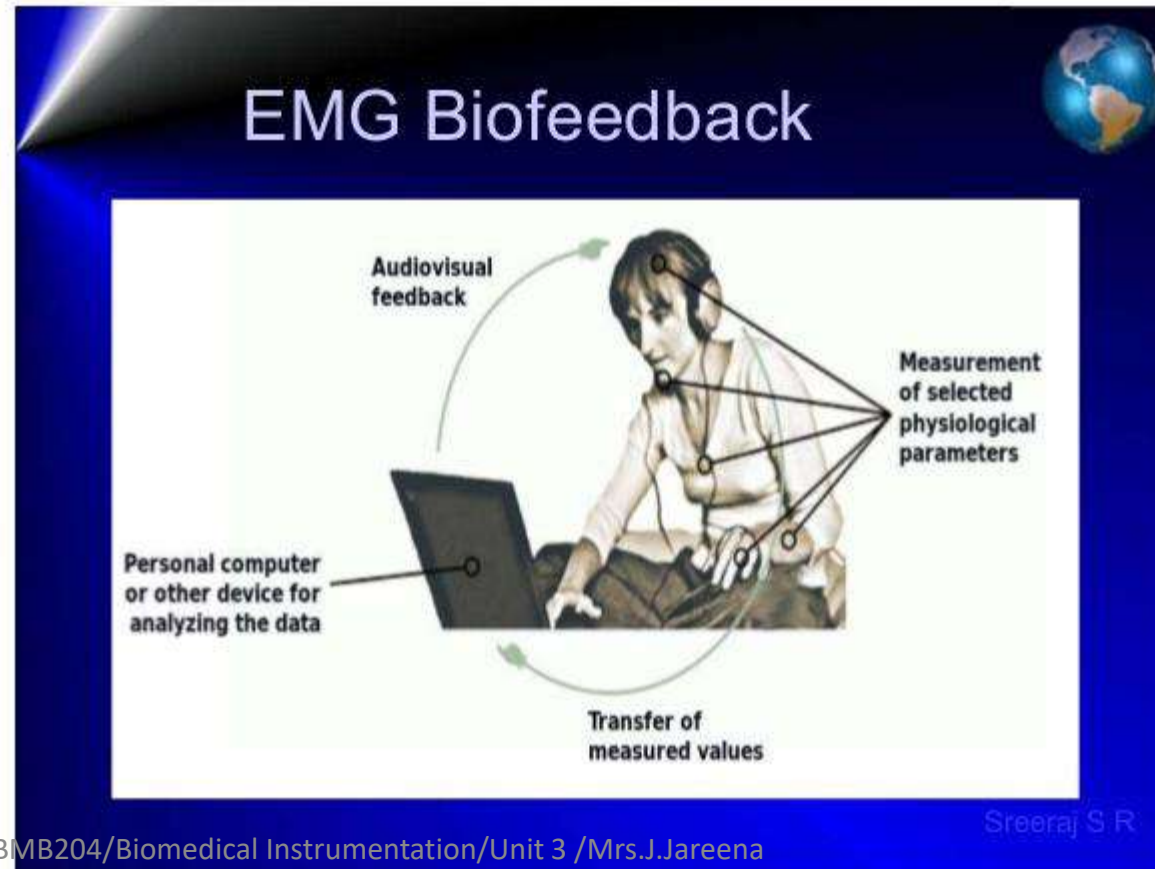 EMG Biofeedback
Audiovisual
feedback
Measurement
of selected
physiological
parameters
Personal computer
or other device for
analyzing the data
Transfer of
measured values
Sreeraj S R
BMB204/Biomedical Instrumentation/Unit 3 /Mrs.J.Jareena